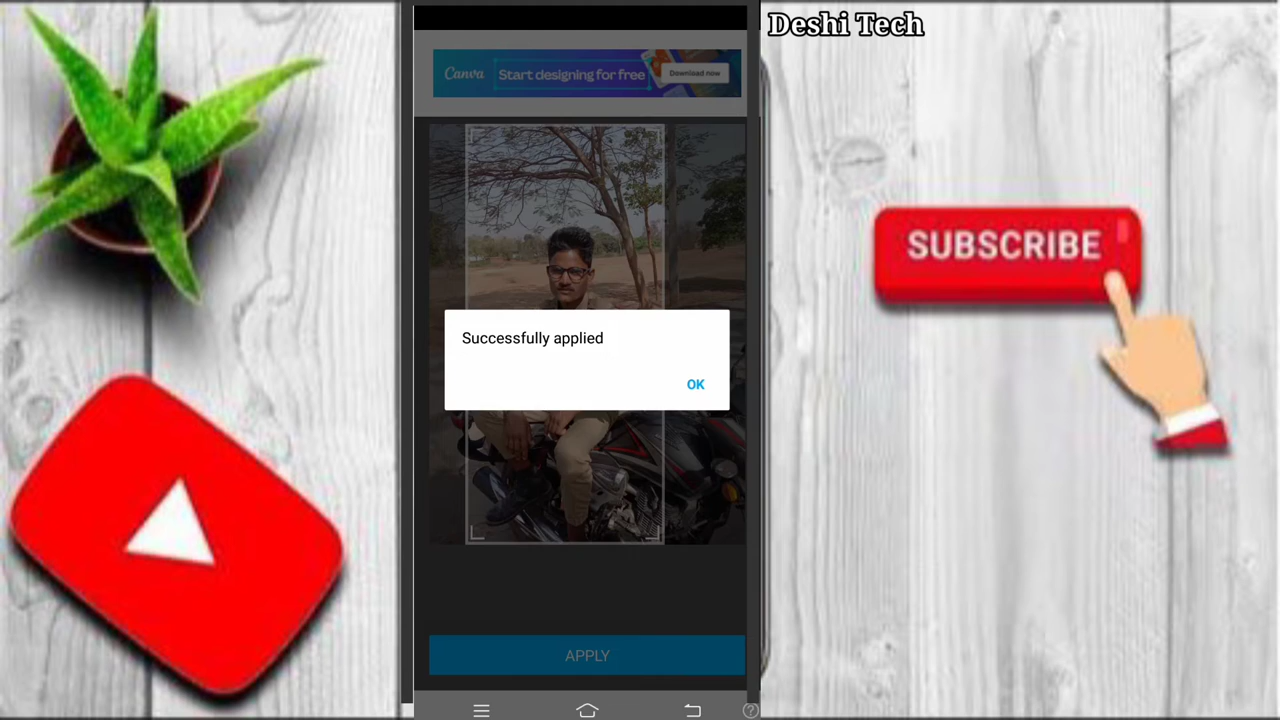 Deshi Tech
Canva
Start designing for free
Download now
SUBSCRIBE
Successfully applied
OK
APPLY
?